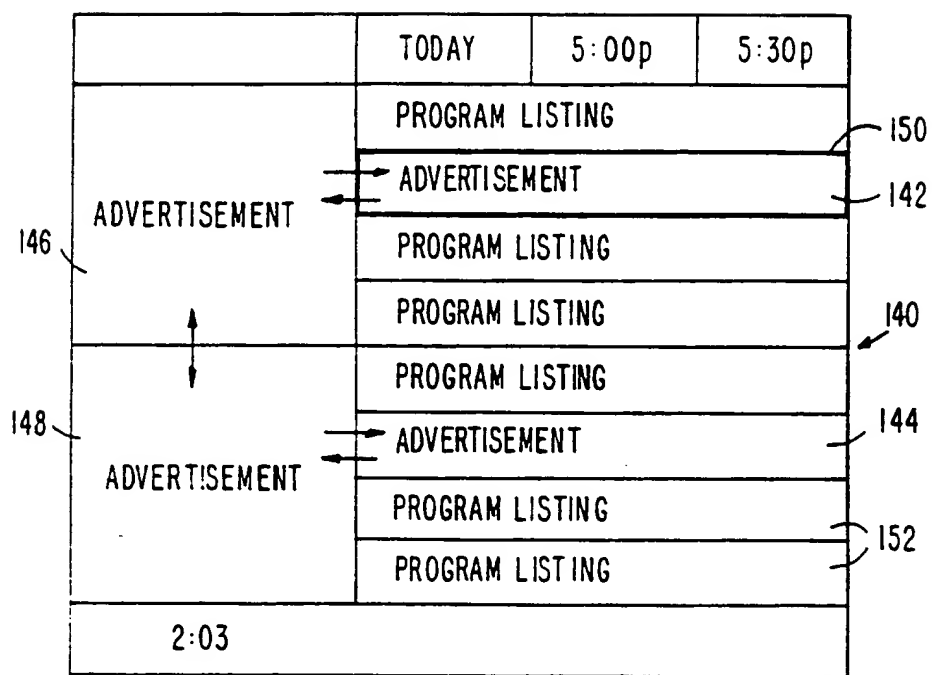 TODAY 5:00p 5:30p
PROGRAM LISTING
150
ADVERTISEMENT
142
ADVERTISEMENT
146
PROGRAM LISTING
PROGRAM LISTING
140
PROGRAM LISTING
148
ADVERTISEMENT
144
ADVERTISEMENT
PROGRAM LISTING
152
PROGRAM LISTING
2:03